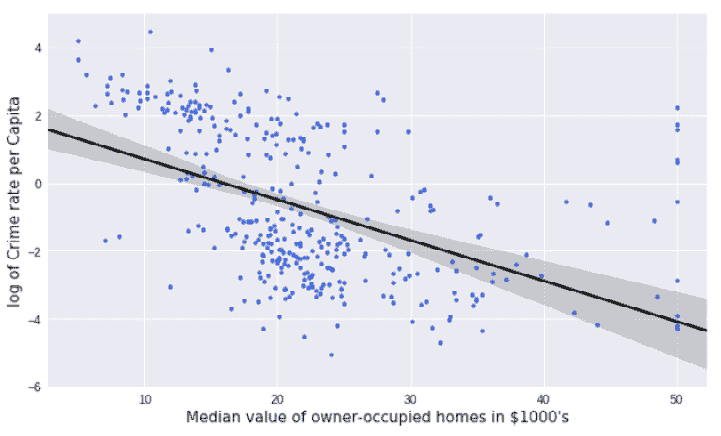 log of Crime rate per Capita
4
2
0
−2
−4
−6
10 20 30 40 50
Median value of owner-occupied homes in $1000's